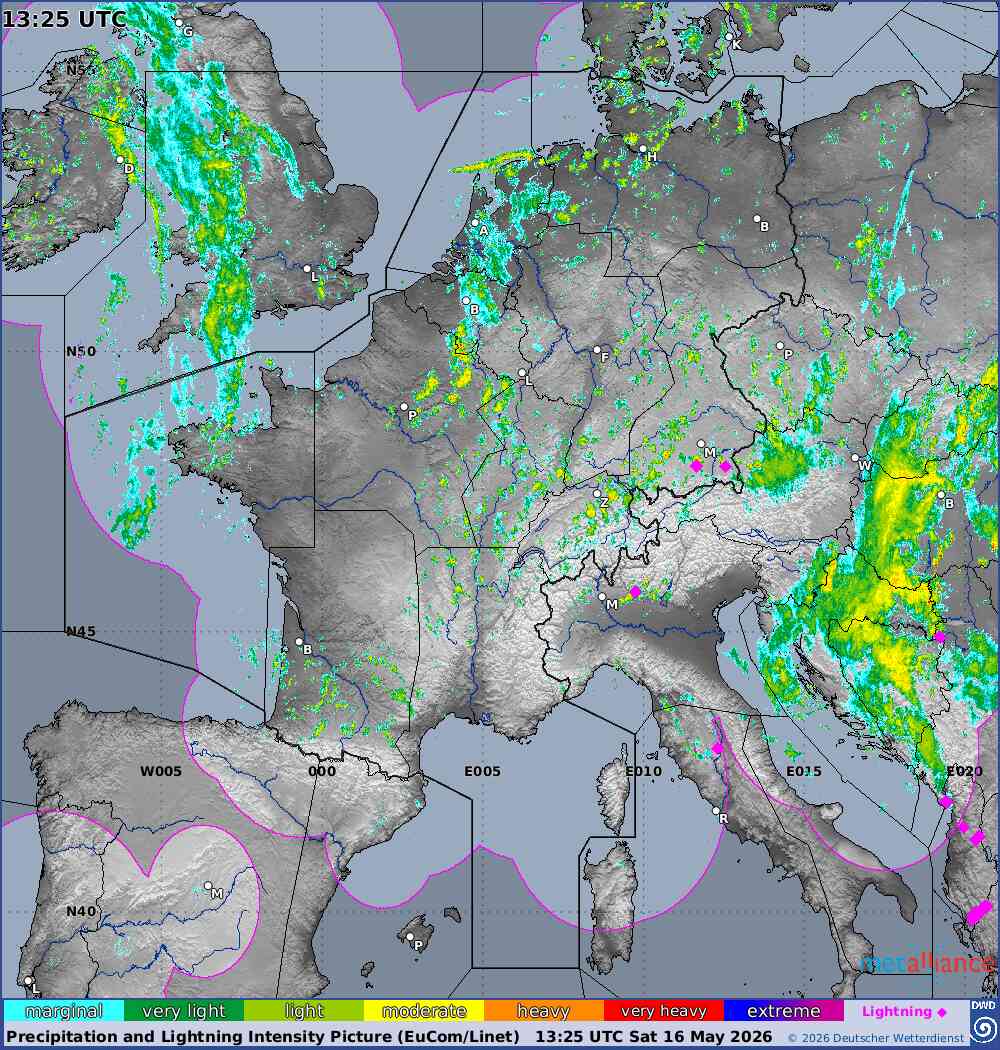 13:25 UTC
G
K
N55
D
H
A
B
L
B
N50
F
P
L
P
M
W
Z
B
M
N45
B
W005
000
E005
E010
E015
E020
R
M
N40
P
L
metalliance
marginal very light light moderate heavy very heavy extreme Lightning
DWD
Precipitation and Lightning Intensity Picture (EuCom/Linet) 13:25 UTC Sat 16 May 2026 © 2026 Deutscher Wetterdienst